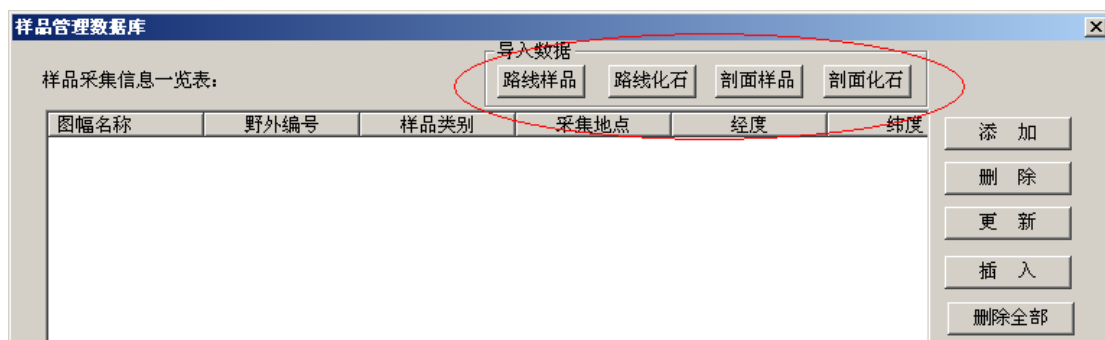 样品管理数据库
导入数据
样品采集信息一览表:
路线样品 路线化石 剖面样品 剖面化石
图幅名称 野外编号 样品类别 采集地点 经度 纬度
添 加
删 除
更 新
插 入
删除全部